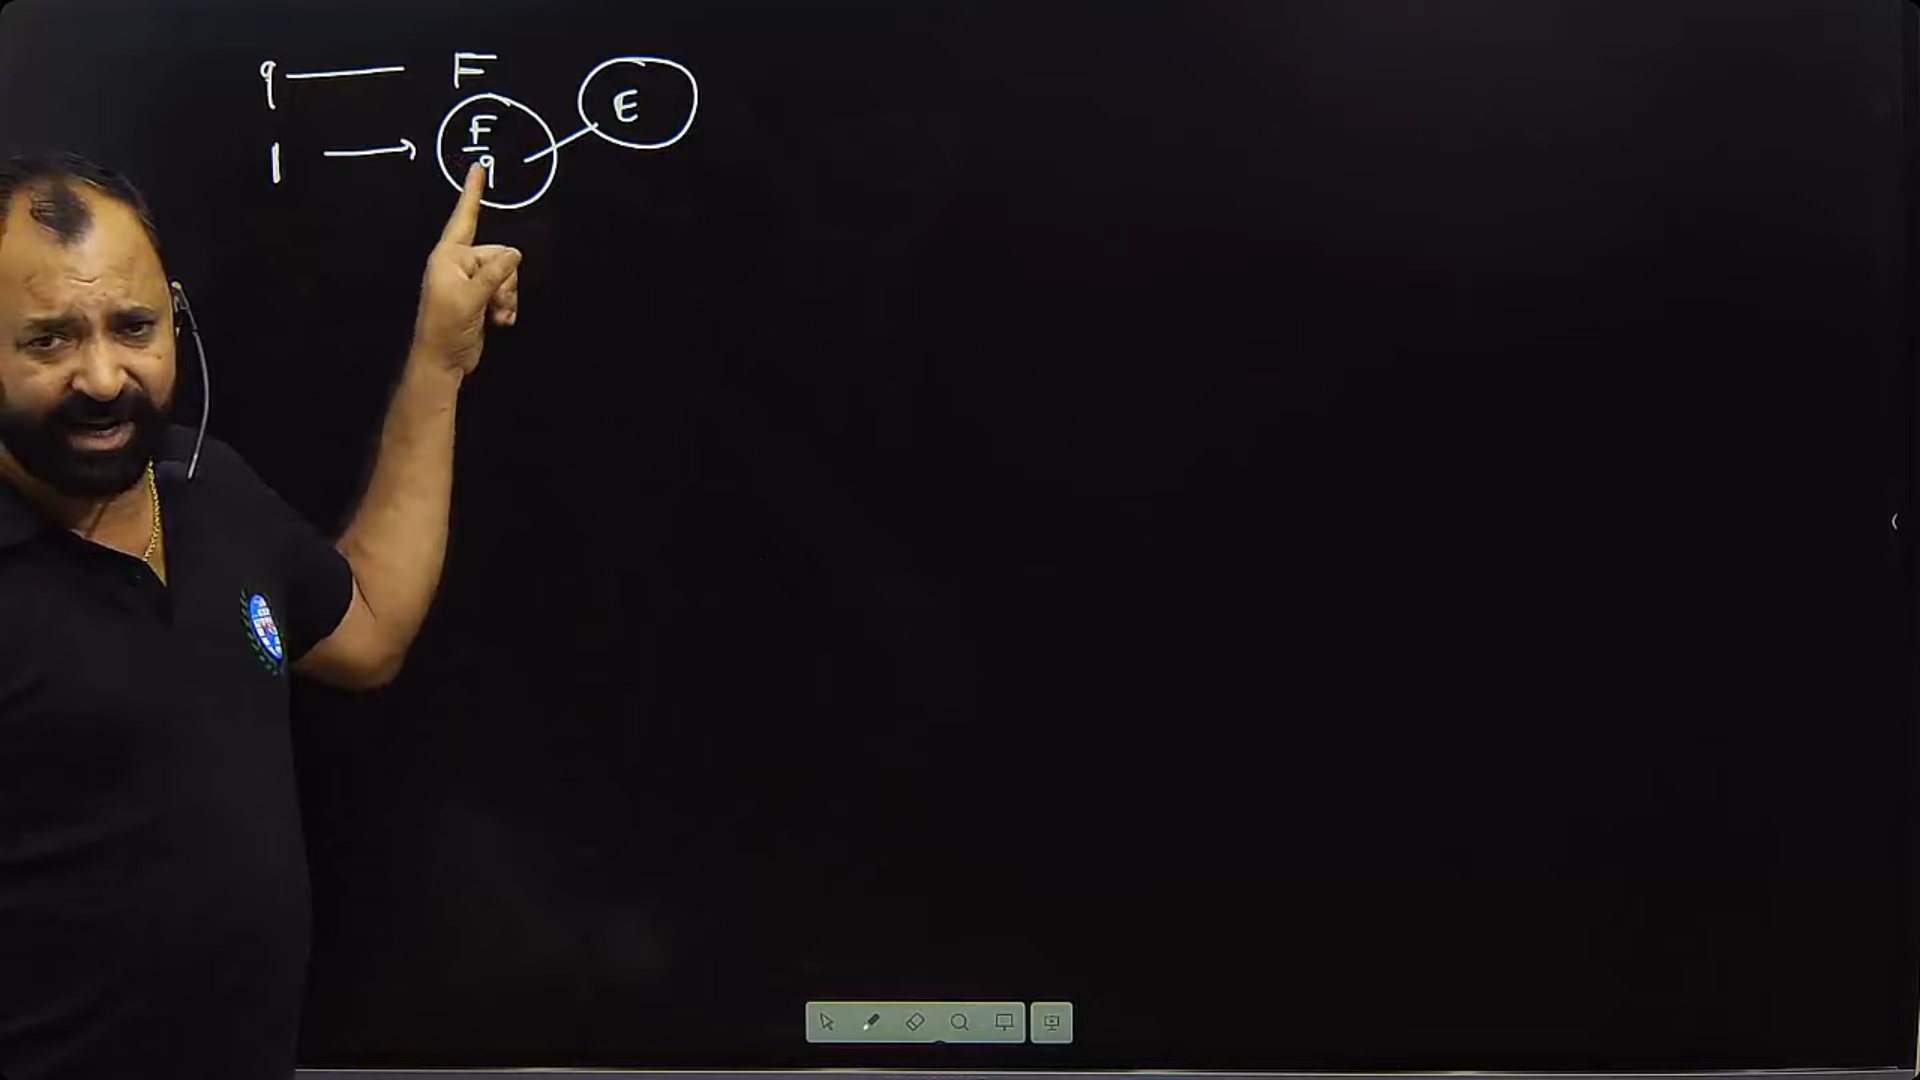 q —— F
1 → F/q — E